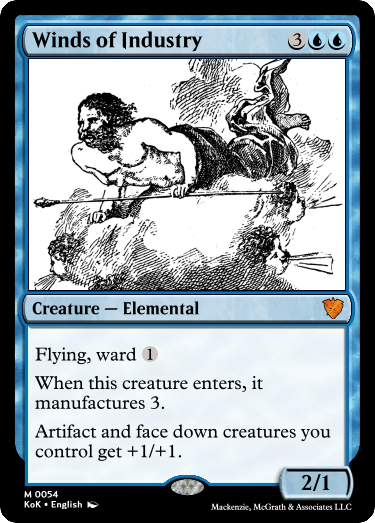 Winds of Industry 3
Creature — Elemental
Flying, ward 1
When this creature enters, it
manufactures 3.
Artifact and face down creatures you
control get +1/+1.
2/1
M 0054
KoK • English
Mackenzie, McGrath & Associates LLC